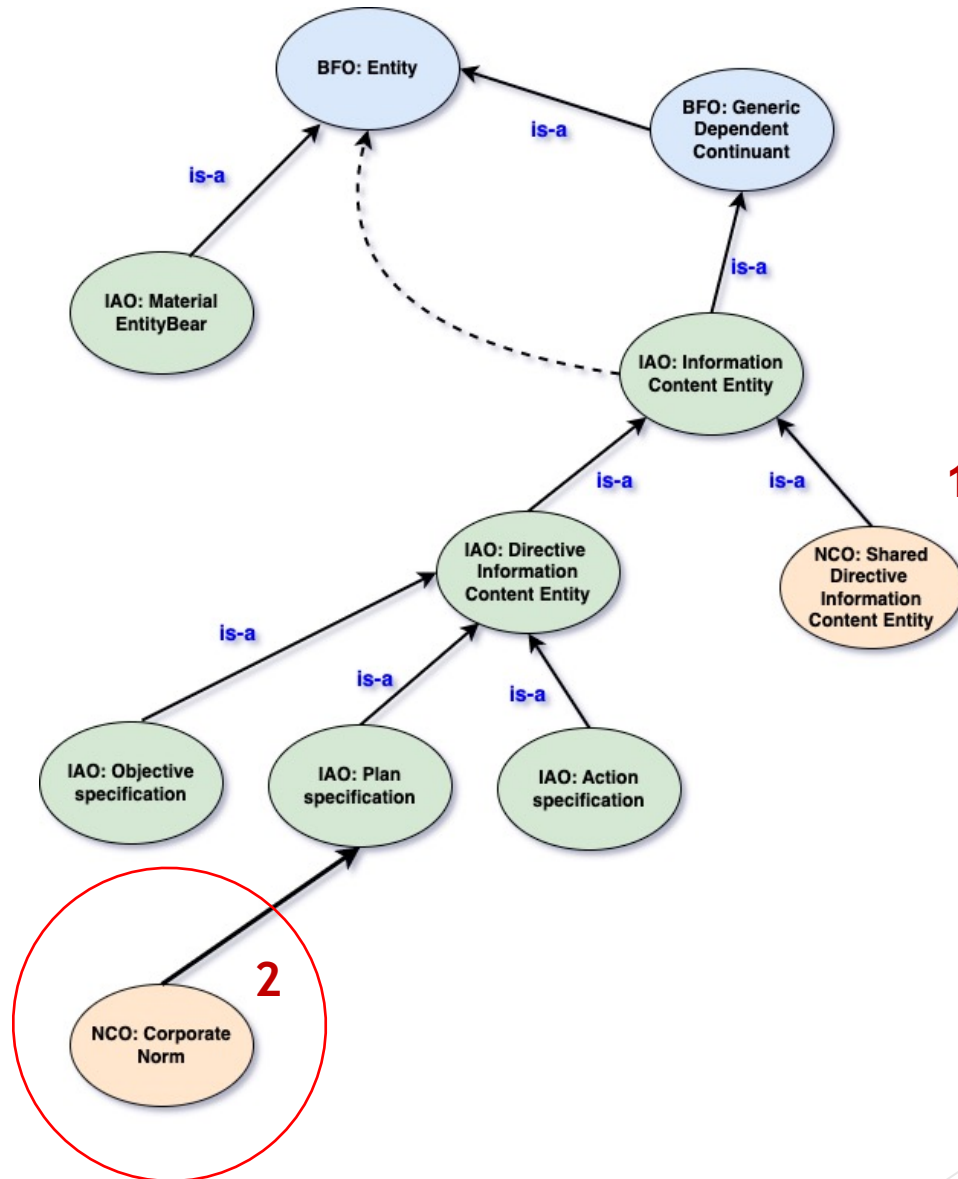 BFO: Entity
BFO: Generic
Dependent
Continuant
is-a
is-a
is-a
IAO: Material
EntityBear
IAO: Information
Content Entity
is-a
is-a
1
IAO: Directive
Information
Content Entity
NCO: Shared
Directive
Information
Content Entity
is-a
is-a
is-a
IAO: Objective
specification
IAO: Plan
specification
IAO: Action
specification
2
NCO: Corporate
Norm